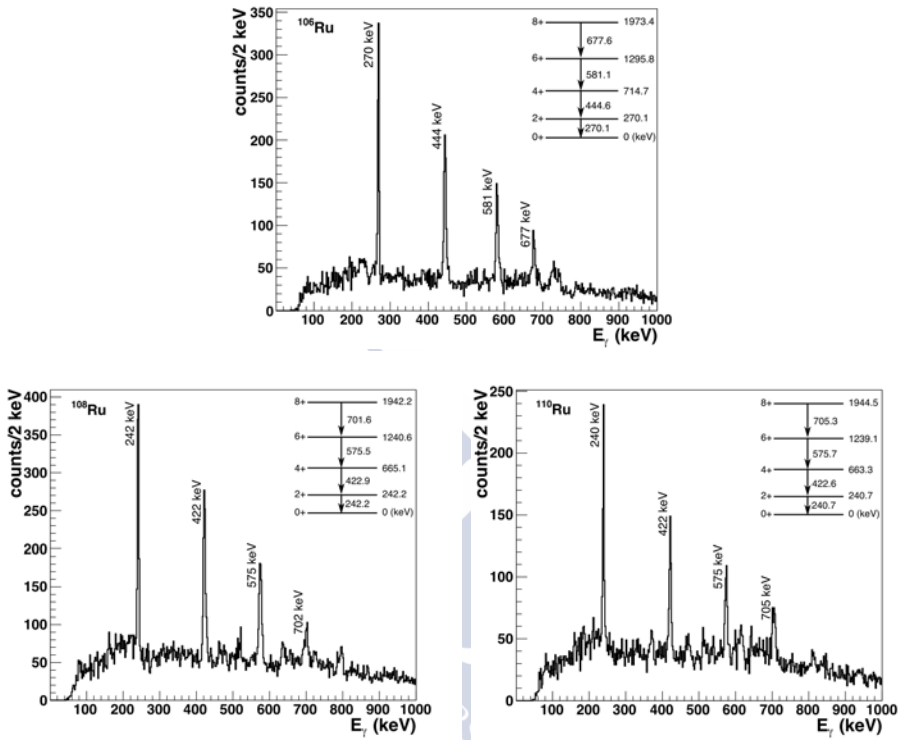 ¹⁰⁶Ru
counts/2 keV
350
300
250
200
150
100
50
0
270 keV
444 keV
581 keV
677 keV
8+ 1973.4
677.6
6+ 1295.8
581.1
4+ 714.7
444.6
2+ 270.1
270.1
0+ 0 (keV)
100 200 300 400 500 600 700 800 900 1000
Eγ (keV)
¹⁰⁸Ru
counts/2 keV
400
350
300
250
200
150
100
50
0
242 keV
422 keV
575 keV
702 keV
8+ 1942.2
701.6
6+ 1240.6
575.5
4+ 665.1
422.9
2+ 242.2
242.2
0+ 0 (keV)
100 200 300 400 500 600 700 800 900 1000
Eγ (keV)
¹¹⁰Ru
counts/2 keV
250
200
150
100
50
0
240 keV
422 keV
575 keV
705 keV
8+ 1944.5
705.3
6+ 1239.1
575.7
4+ 663.3
422.6
2+ 240.7
240.7
0+ 0 (keV)
100 200 300 400 500 600 700 800 900 1000
Eγ (keV)